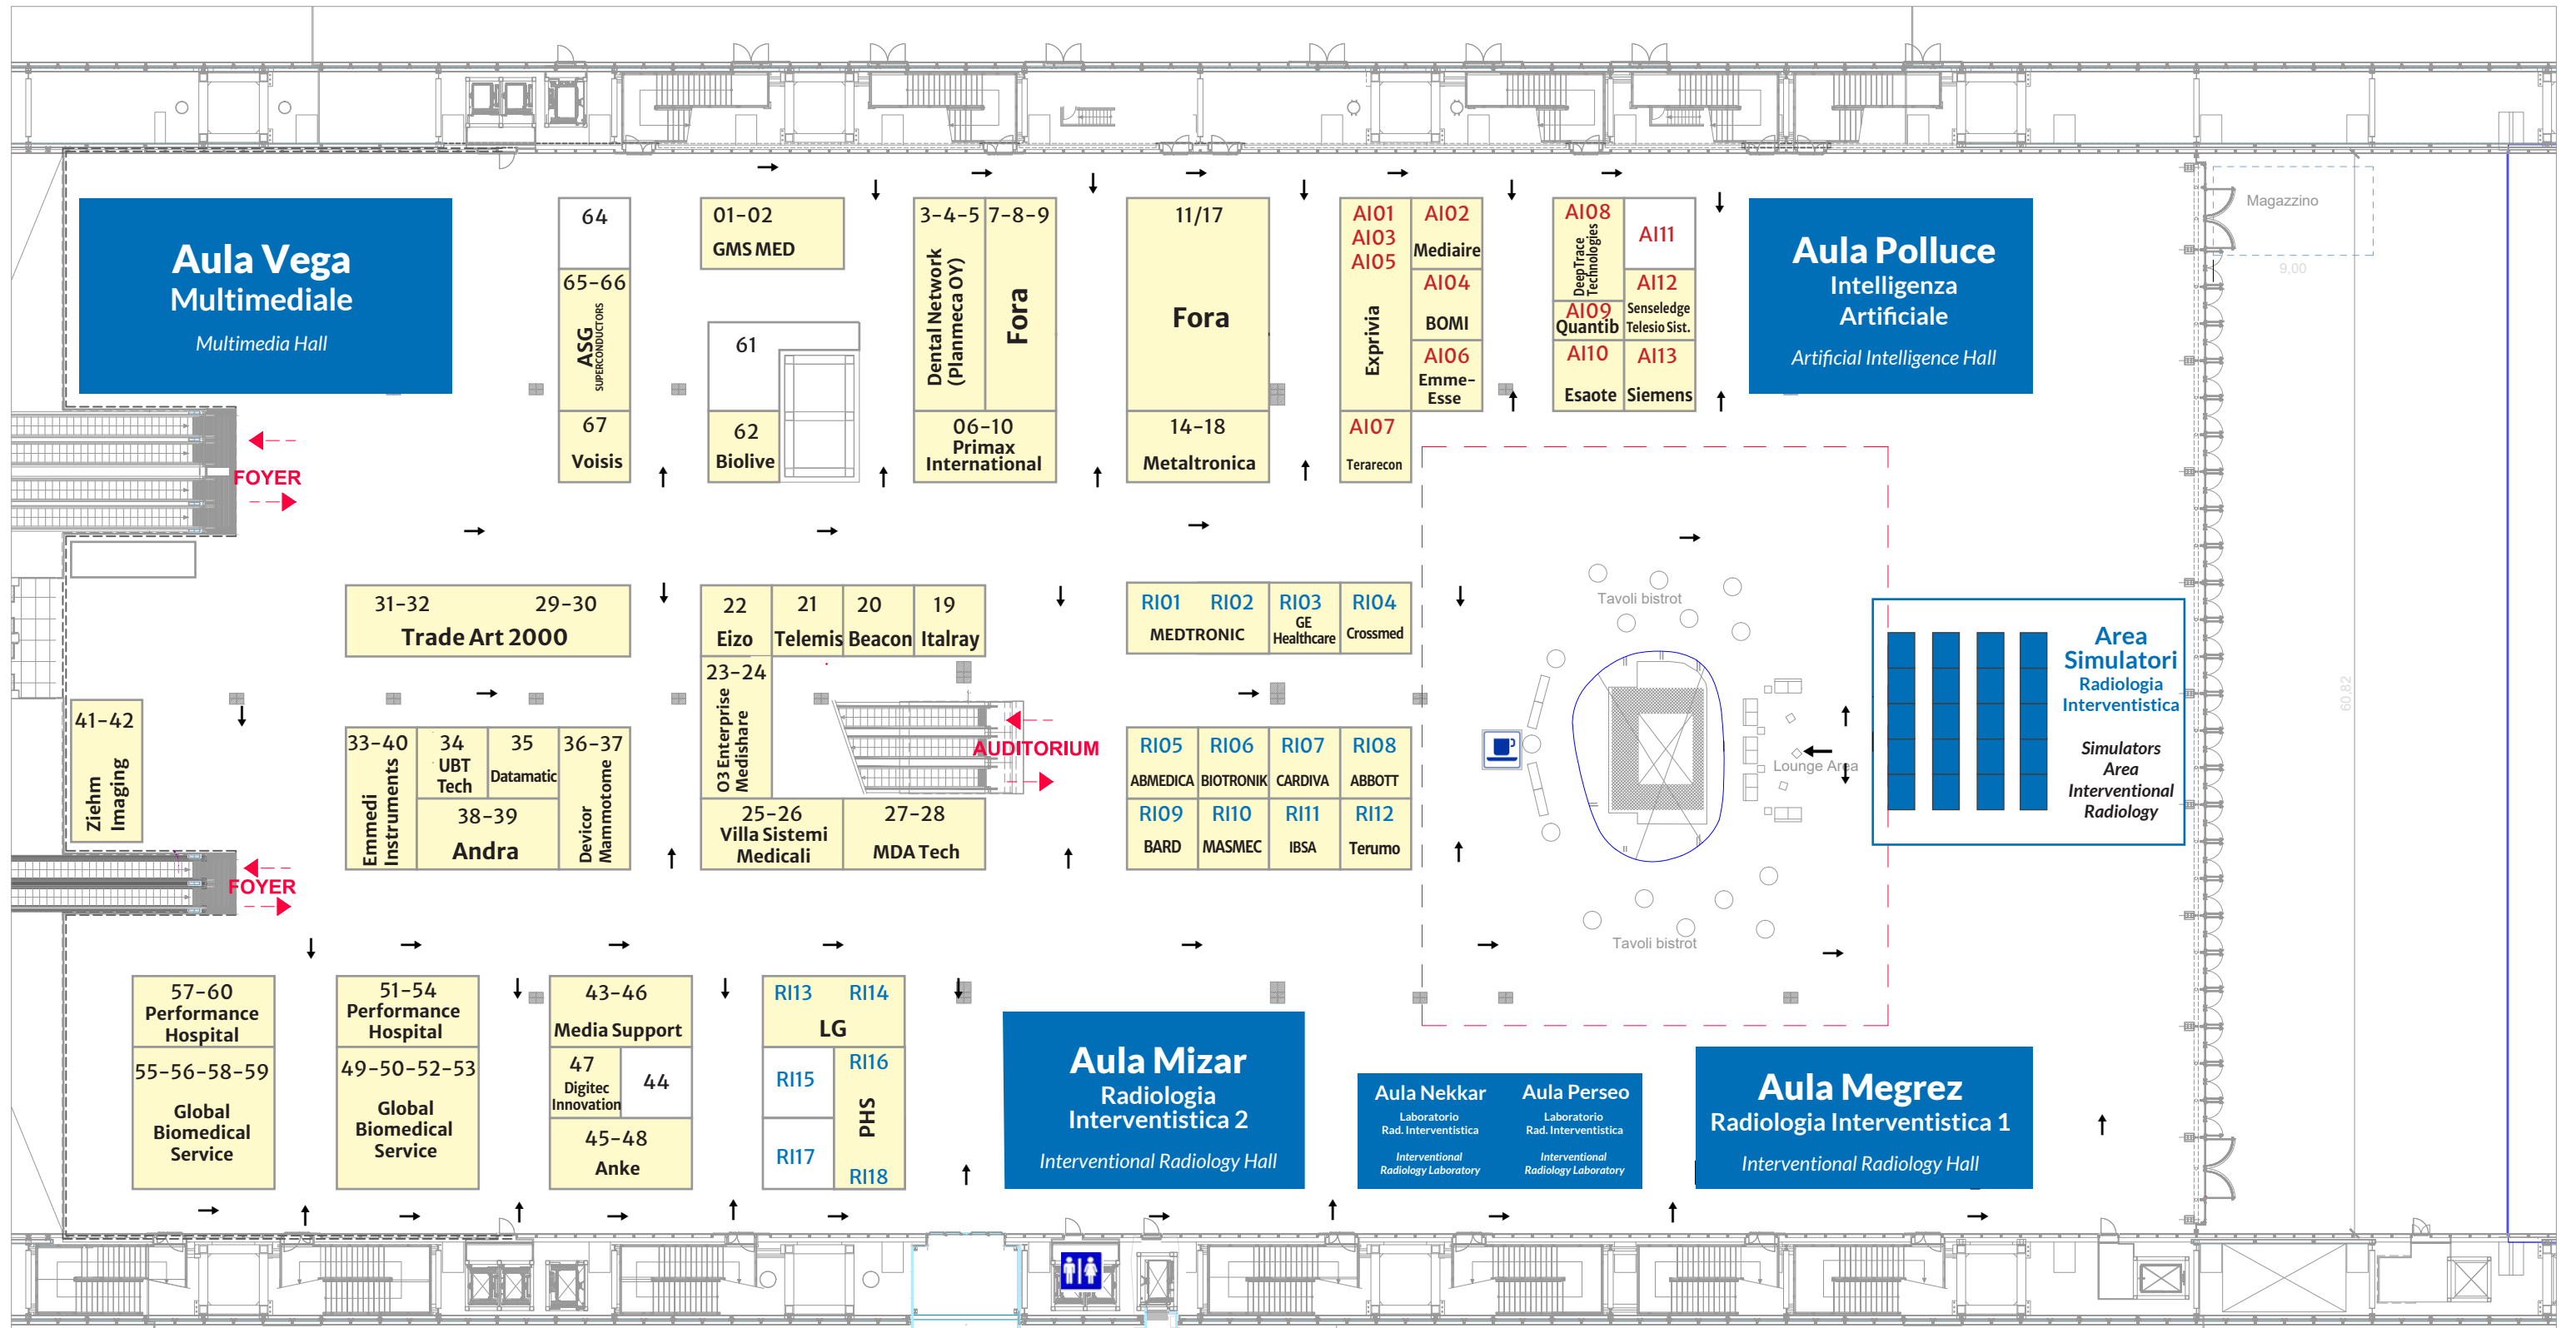 Aula Vega
Multimediale
Multimedia Hall
64
65-66
ASG
SUPERCONDUCTORS
67
Voisis
01-02
GMS MED
61
62
Biolive
3-4-5
Dental Network
(Planmeca OY)
7-8-9
Fora
06-10
Primax
International
11/17
Fora
14-18
Metaltronica
AI01
AI03
AI05
Exprivia
AI07
Terarecon
AI02
Mediaire
AI04
BOMI
AI06
Emme-
Esse
AI08
DeepTrace
Technologies
AI09
Quantib
AI10
Esaote
AI11
AI12
Senseledge
Telesio Sist.
AI13
Siemens
Aula Polluce
Intelligenza
Artificiale
Artificial Intelligence Hall
Magazzino
9,00
60,82
FOYER
31-32
29-30
Trade Art 2000
22
Eizo
21
Telemis
20
Beacon
19
Italray
23-24
O3 Enterprise
Medishare
25-26
Villa Sistemi
Medicali
27-28
MDA Tech
AUDITORIUM
RI01
RI02
MEDTRONIC
RI03
GE
Healthcare
RI04
Crossmed
RI05
ABMEDICA
RI06
BIOTRONIK
RI07
CARDIVA
RI08
ABBOTT
RI09
BARD
RI10
MASMEC
RI11
IBSA
RI12
Terumo
Tavoli bistrot
Lounge Area
Tavoli bistrot
Area
Simulatori
Radiologia
Interventistica
Simulators
Area
Interventional
Radiology
41-42
Ziehm
Imaging
33-40
Emmedi
Instruments
34
UBT
Tech
35
Datamatic
36-37
Devicor
Mammotome
38-39
Andra
FOYER
57-60
Performance
Hospital
55-56-58-59
Global
Biomedical
Service
51-54
Performance
Hospital
49-50-52-53
Global
Biomedical
Service
43-46
Media Support
47
Digitec
Innovation
44
45-48
Anke
RI13
RI14
LG
RI15
RI16
PHS
RI17
RI18
Aula Mizar
Radiologia
Interventistica 2
Interventional Radiology Hall
Aula Nekkar
Laboratorio
Rad. Interventistica
Interventional
Radiology Laboratory
Aula Perseo
Laboratorio
Rad. Interventistica
Interventional
Radiology Laboratory
Aula Megrez
Radiologia Interventistica 1
Interventional Radiology Hall